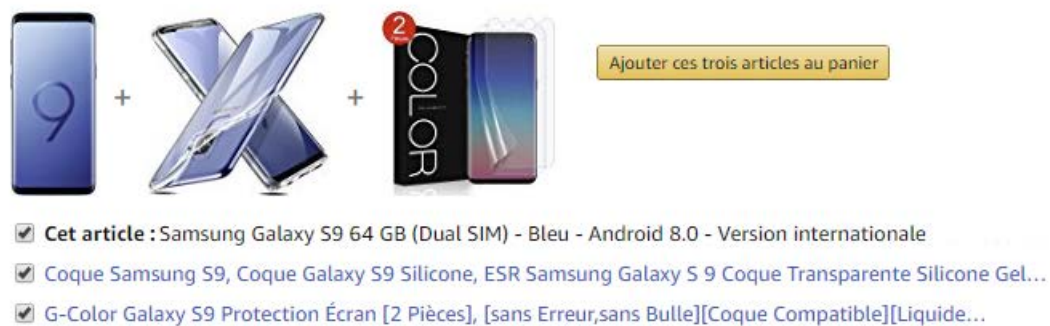 9
+
+
2
COLOR
Ajouter ces trois articles au panier
Cet article : Samsung Galaxy S9 64 GB (Dual SIM) - Bleu - Android 8.0 - Version internationale
Coque Samsung S9, Coque Galaxy S9 Silicone, ESR Samsung Galaxy S 9 Coque Transparente Silicone Gel…
G-Color Galaxy S9 Protection Écran [2 Pièces], [sans Erreur,sans Bulle][Coque Compatible][Liquide…